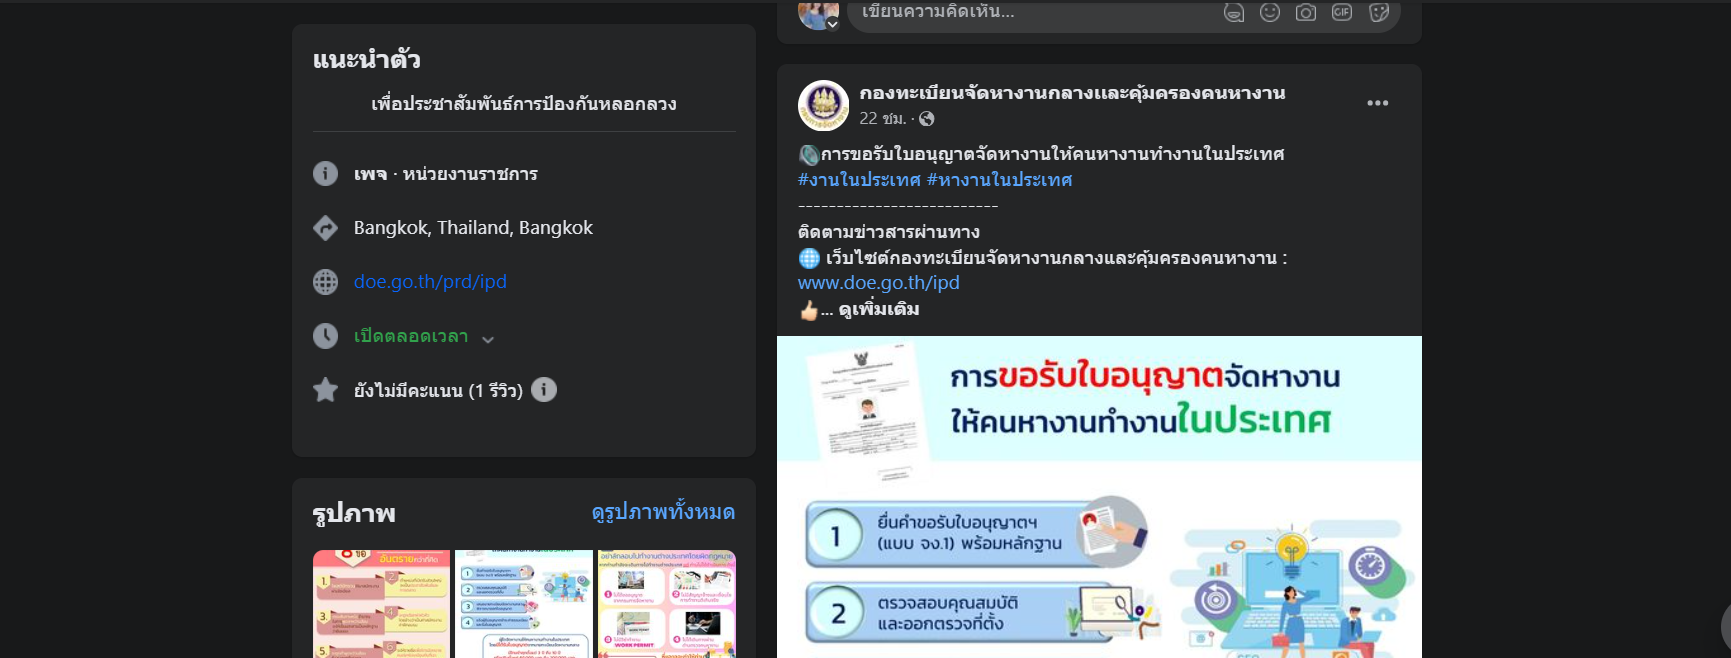 แนะนำตัว
เพื่อประชาสัมพันธ์การป้องกันหลอกลวง
เพจ · หน่วยงานราชการ
Bangkok, Thailand, Bangkok
doe.go.th/prd/ipd
เปิดตลอดเวลา
ยังไม่มีคะแนน (1 รีวิว)
รูปภาพ
ดูรูปภาพทั้งหมด
เขียนความคิดเห็น...
GIF
กองทะเบียนจัดหางานกลางและคุ้มครองคนหางาน
22 ชม. ·
การขอรับใบอนุญาตจัดหางานให้คนหางานทำงานในประเทศ
#งานในประเทศ #หางานในประเทศ
--------------------------
ติดตามข่าวสารผ่านทาง
เว็บไซต์กองทะเบียนจัดหางานกลางและคุ้มครองคนหางาน :
www.doe.go.th/ipd
... ดูเพิ่มเติม
การขอรับใบอนุญาตจัดหางาน
ให้คนหางานทำงานในประเทศ
1
ยื่นคำขอรับใบอนุญาตฯ
(แบบ จง.1) พร้อมหลักฐาน
2
ตรวจสอบคุณสมบัติ
และออกตรวจที่ตั้ง